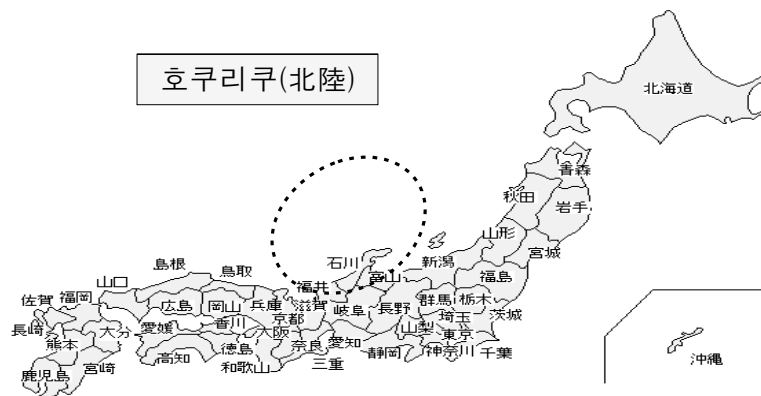 호쿠리쿠(北陸)
北海道
青森
秋田
岩手
山形
宮城
石川
新潟
富山
福島
島根
鳥取
山口
福井
群馬
栃木
佐賀
福岡
広島
岡山
兵庫
京都
滋賀
岐阜
長野
埼玉
茨城
長崎
大分
愛媛
香川
大阪
奈良
愛知
山梨
東京
熊本
高知
徳島
三重
静岡
神奈川
千葉
鹿児島
宮崎
和歌山
沖縄